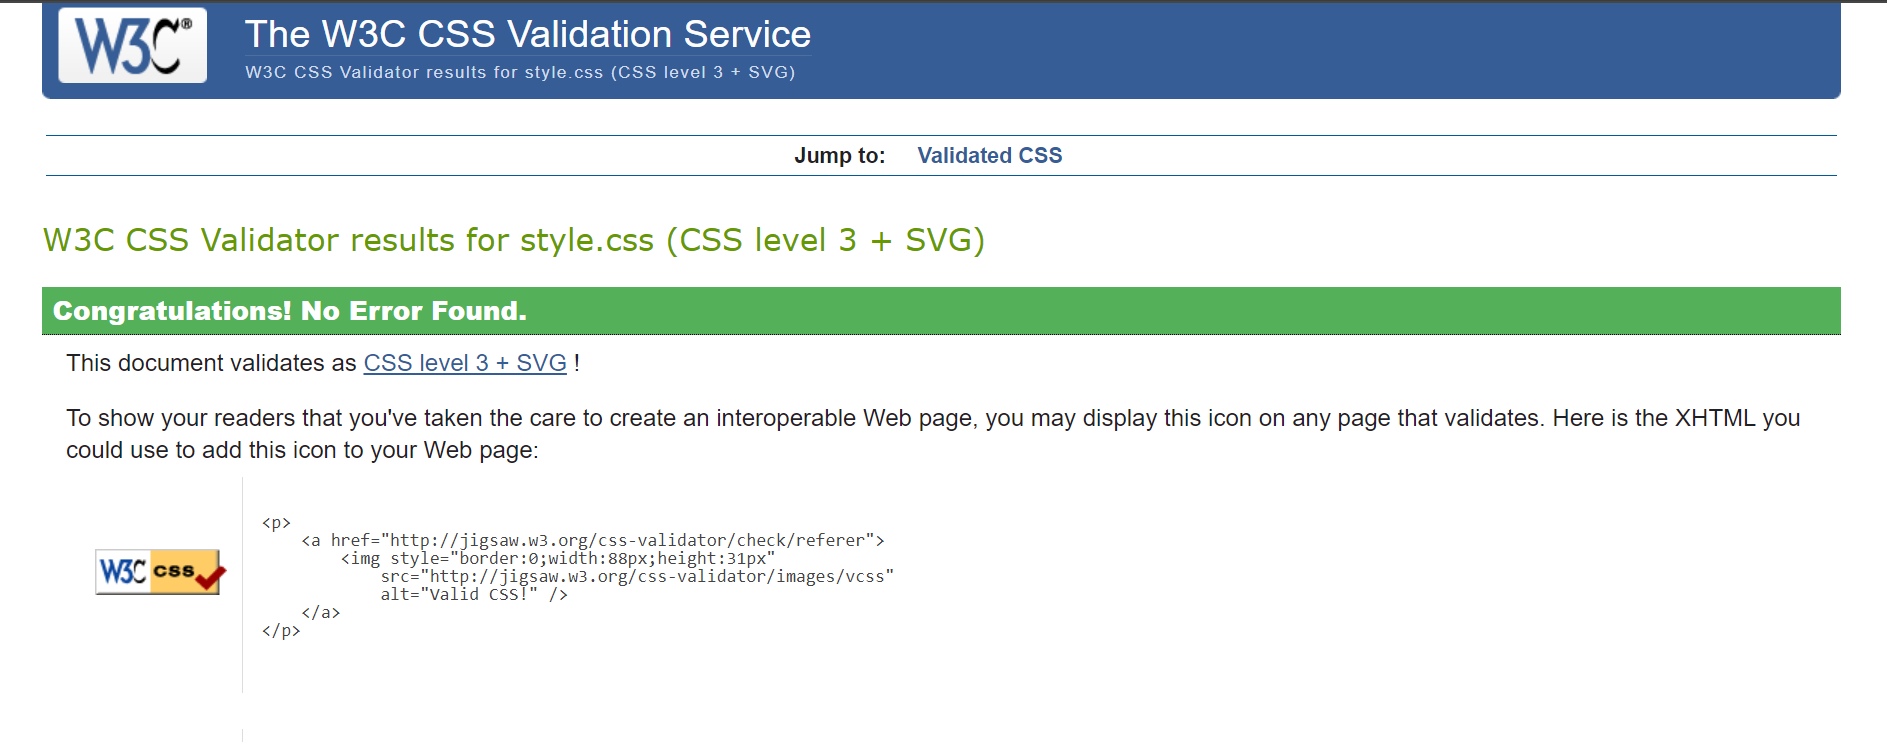 W3C®
The W3C CSS Validation Service
W3C CSS Validator results for style.css (CSS level 3 + SVG)
Jump to: Validated CSS
W3C CSS Validator results for style.css (CSS level 3 + SVG)
Congratulations! No Error Found.
This document validates as CSS level 3 + SVG !
To show your readers that you've taken the care to create an interoperable Web page, you may display this icon on any page that validates. Here is the XHTML you
could use to add this icon to your Web page:
W3C css
<p>
    <a href="http://jigsaw.w3.org/css-validator/check/referer">
        <img style="border:0;width:88px;height:31px"
            src="http://jigsaw.w3.org/css-validator/images/vcss"
            alt="Valid CSS!" />
    </a>
</p>